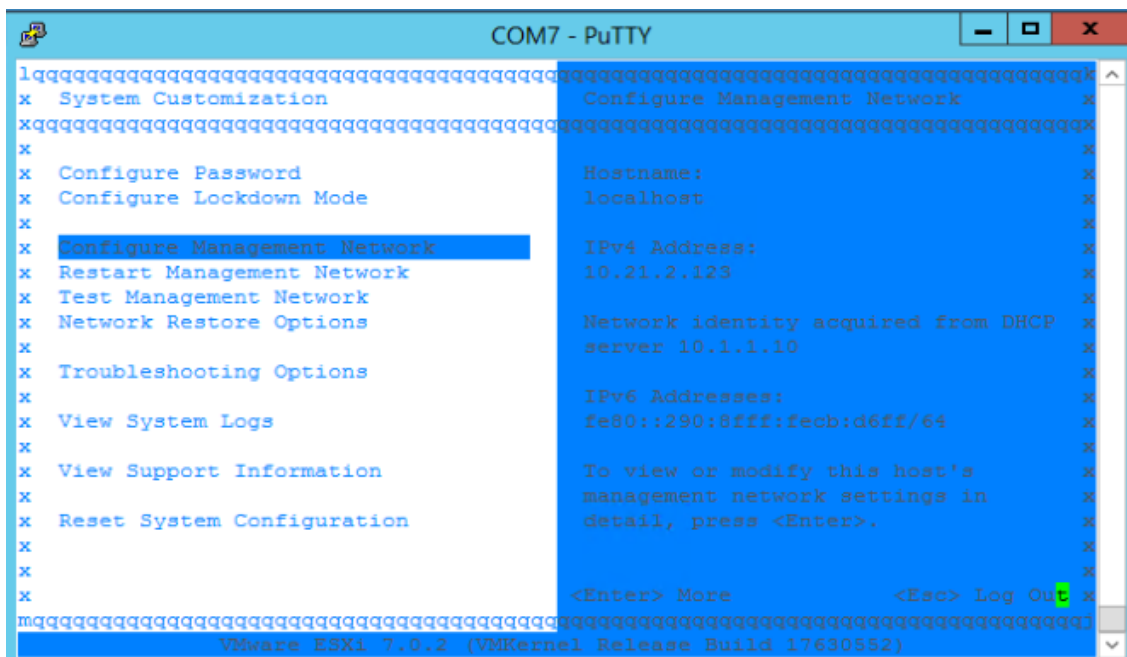 COM7 - PuTTY
lqqqqqqqqqqqqqqqqqqqqqqqqqqqqqqqqqqqqqqqqqqqqqqqqqqqqqqqqqqqqqqqqqqqqqqqqqqqqqqk
x  System Customization                   Configure Management Network         x
xqqqqqqqqqqqqqqqqqqqqqqqqqqqqqqqqqqqqqqqqqqqqqqqqqqqqqqqqqqqqqqqqqqqqqqqqqqqqqqx
x                                                                              x
x  Configure Password                     Hostname:                            x
x  Configure Lockdown Mode                localhost                            x
x                                                                              x
x  Configure Management Network           IPv4 Address:                        x
x  Restart Management Network             10.21.2.123                          x
x  Test Management Network                                                     x
x  Network Restore Options                Network identity acquired from DHCP  x
x                                         server 10.1.1.10                     x
x  Troubleshooting Options                                                     x
x                                         IPv6 Addresses:                      x
x  View System Logs                       fe80::290:8fff:fecb:d6ff/64          x
x                                                                              x
x  View Support Information               To view or modify this host's        x
x                                         management network settings in       x
x  Reset System Configuration             detail, press <Enter>.               x
x                                                                              x
x                                                                              x
x                                        <Enter> More            <Esc> Log Out x
mqqqqqqqqqqqqqqqqqqqqqqqqqqqqqqqqqqqqqqqqqqqqqqqqqqqqqqqqqqqqqqqqqqqqqqqqqqqqqqj
VMware ESXi 7.0.2 (VMKernel Release Build 17630552)